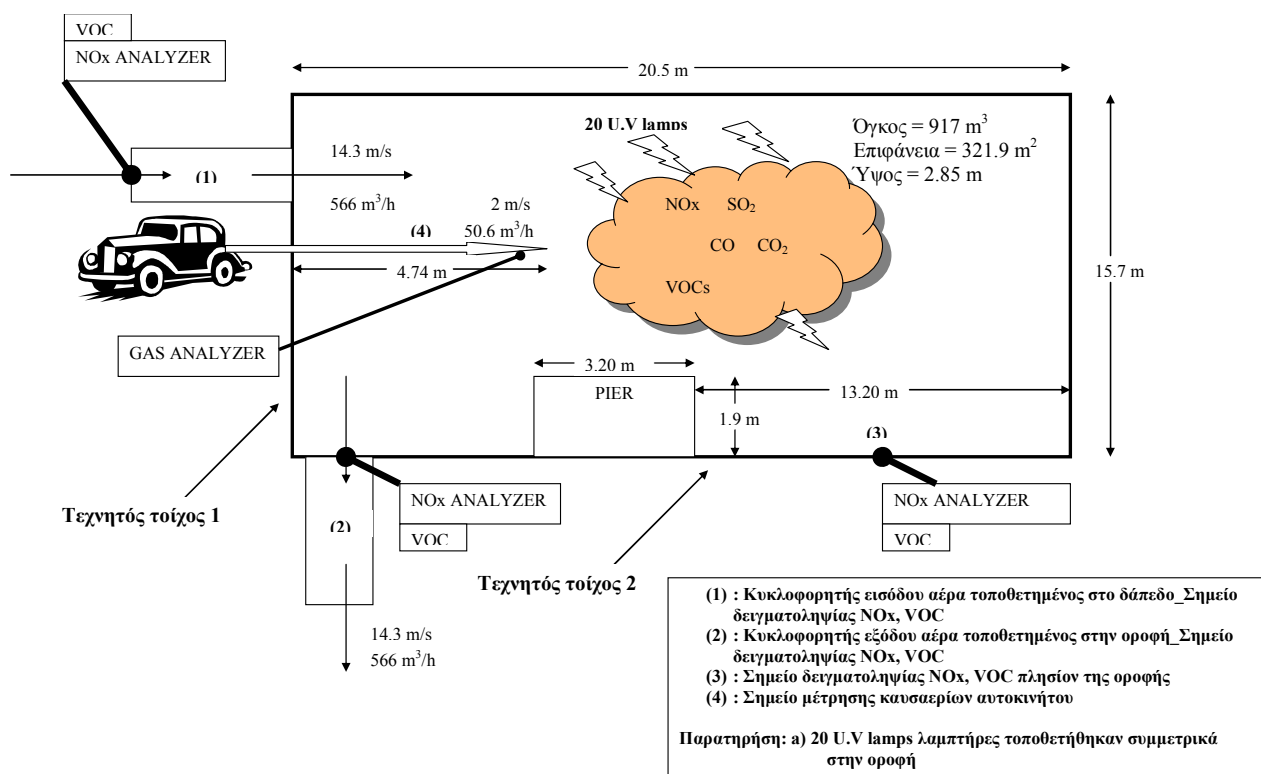 VOC
NOx ANALYZER
20.5 m
20 U.V lamps
Όγκος = 917 m³
Επιφάνεια = 321.9 m²
Ύψος = 2.85 m
14.3 m/s
(1)
566 m³/h
2 m/s
(4)
50.6 m³/h
NOx SO₂
CO CO₂
VOCs
4.74 m
15.7 m
GAS ANALYZER
3.20 m
PIER
13.20 m
1.9 m
(3)
NOx ANALYZER
VOC
NOx ANALYZER
VOC
Τεχνητός τοίχος 1
(2)
Τεχνητός τοίχος 2
14.3 m/s
566 m³/h
(1) : Κυκλοφορητής εισόδου αέρα τοποθετημένος στο δάπεδο_Σημείο
δειγματοληψίας NOx, VOC
(2) : Κυκλοφορητής εξόδου αέρα τοποθετημένος στην οροφή_Σημείο
δειγματοληψίας NOx, VOC
(3) : Σημείο δειγματοληψίας NOx, VOC πλησίον της οροφής
(4) : Σημείο μέτρησης καυσαερίων αυτοκινήτου
Παρατηρήση: a) 20 U.V lamps λαμπτήρες τοποθετήθηκαν συμμετρικά
στην οροφή